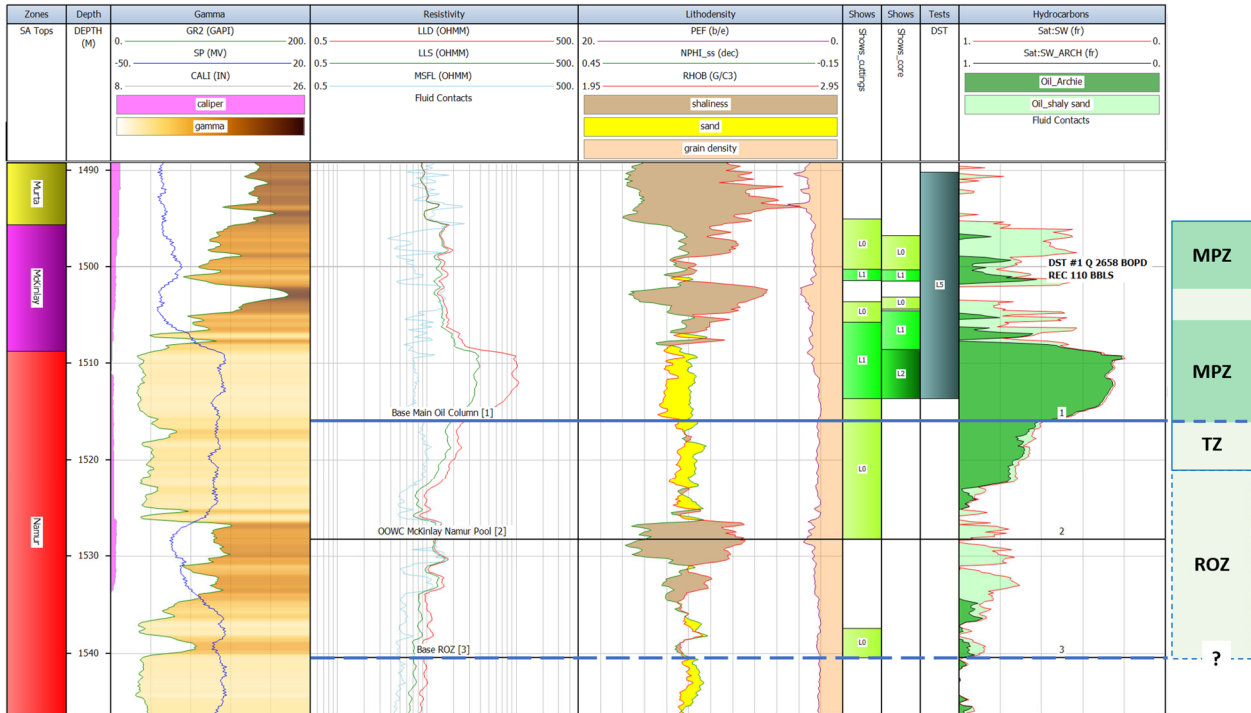 Zones Depth Gamma Resistivity Lithodensity Shows Shows Tests Hydrocarbons
SA Tops
DEPTH
(M)
GR2 (GAPI)
0. 200.
SP (MV)
-50. 20.
CALI (IN)
8. 26.
caliper
gamma
LLD (OHMM)
0.5 500.
LLS (OHMM)
0.5 500.
MSFL (OHMM)
0.5 500.
Fluid Contacts
PEF (b/e)
20. 0.
NPHI_ss (dec)
0.45 -0.15
RHOB (G/C3)
1.95 2.95
shaliness
sand
grain density
Shows_cuttings
Shows_core
DST
Sat:SW (fr)
1. 0.
Sat:SW_ARCH (fr)
1. 0.
Oil_Archie
Oil_shaly sand
Fluid Contacts
Murta
McKinlay
Namur
1490
1500
1510
1520
1530
1540
Base Main Oil Column [1]
OOWC McKinlay Namur Pool [2]
Base ROZ [3]
L0
L1
L0
L1
L0
L0
L0
L1
L0
L1
L2
L5
DST #1 Q 2658 BOPD
REC 110 BBLS
1
2
3
MPZ
MPZ
TZ
ROZ
?